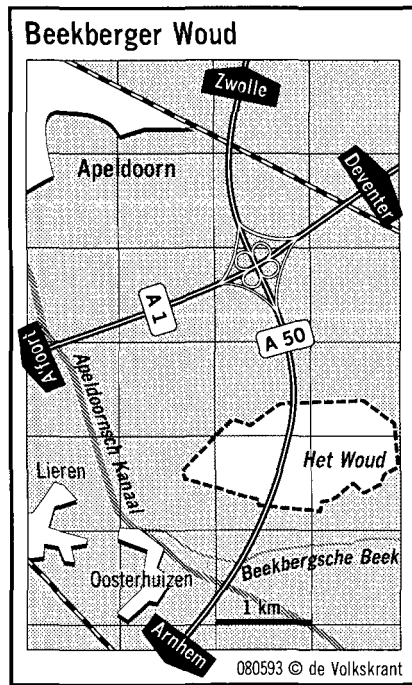 Beekberger Woud
Zwolle
Apeldoorn
Deventer
A 1
A 50
A'foort
Apeldoornsch Kanaal
Het Woud
Lieren
Oosterhuizen
Beekbergsche Beek
Arnhem
1 km
080593 © de Volkskrant